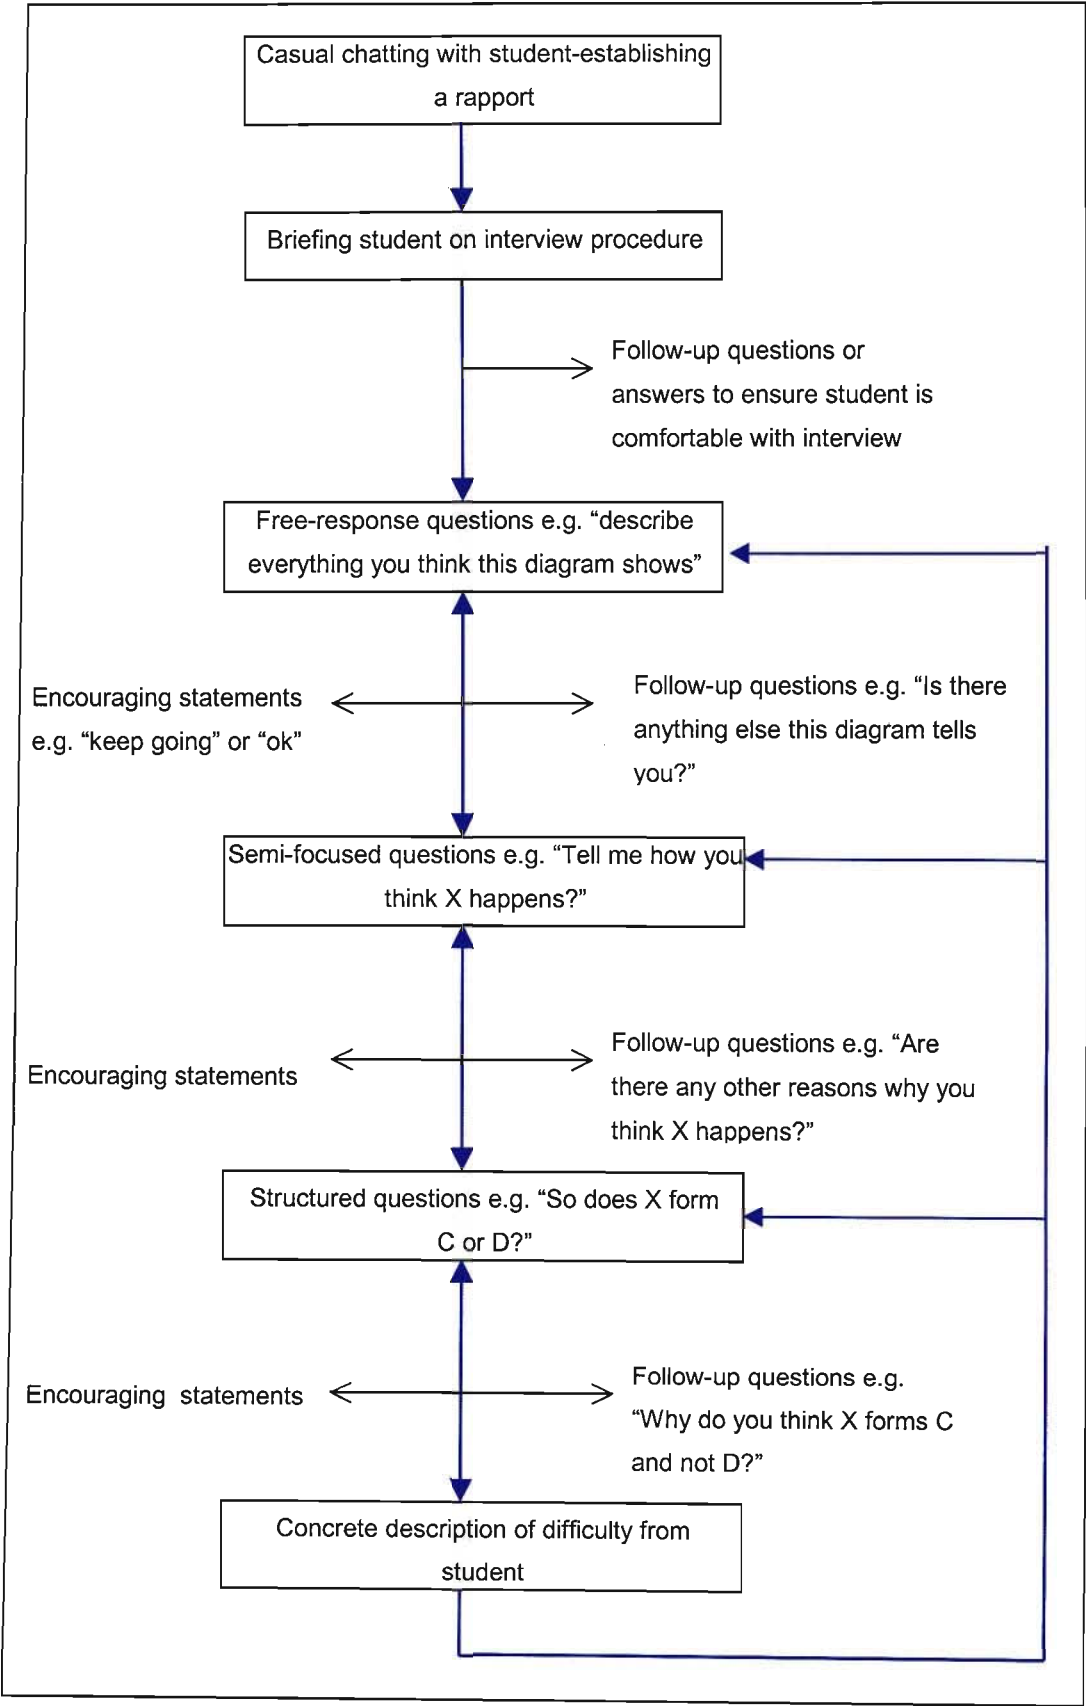 Casual chatting with student-establishing
a rapport
Briefing student on interview procedure
Follow-up questions or
answers to ensure student is
comfortable with interview
Free-response questions e.g. “describe
everything you think this diagram shows”
Encouraging statements
e.g. “keep going” or “ok”
Follow-up questions e.g. “Is there
anything else this diagram tells
you?”
Semi-focused questions e.g. “Tell me how you
think X happens?”
Encouraging statements
Follow-up questions e.g. “Are
there any other reasons why you
think X happens?”
Structured questions e.g. “So does X form
C or D?”
Encouraging statements
Follow-up questions e.g.
“Why do you think X forms C
and not D?”
Concrete description of difficulty from
student